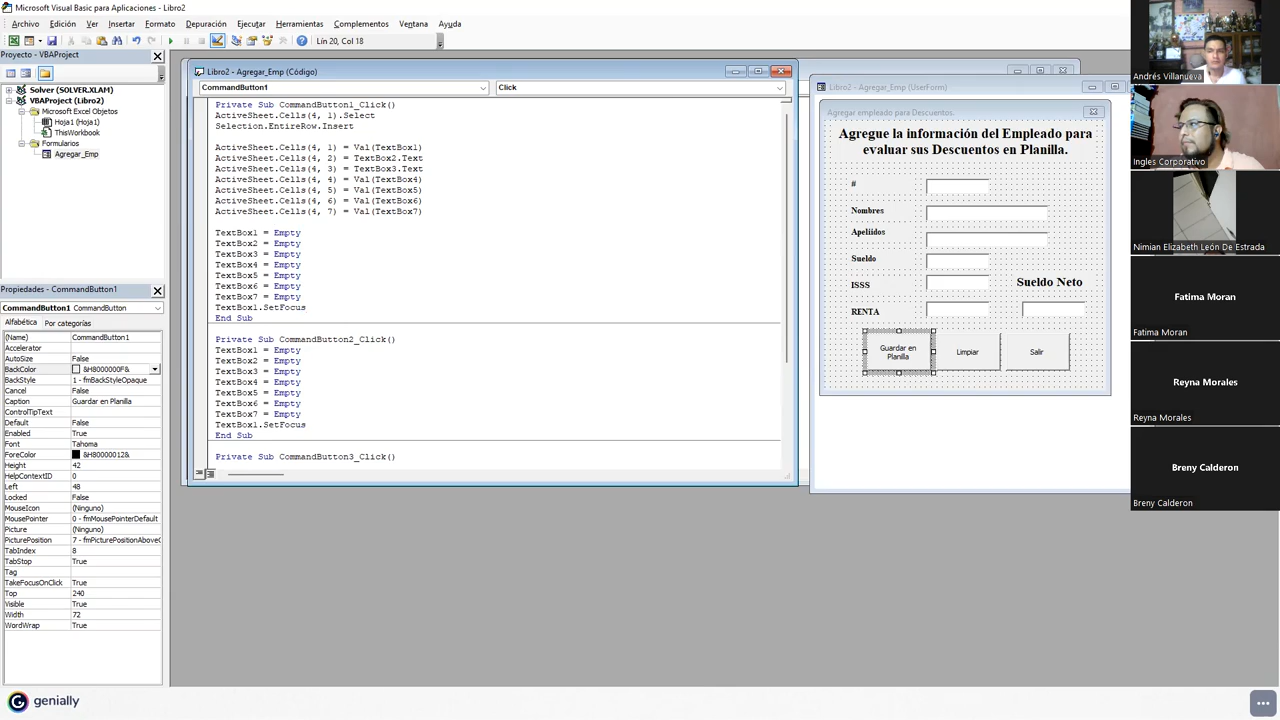 Microsoft Visual Basic para Aplicaciones - Libro2
Archivo Edición Ver Insertar Formato Depuración Ejecutar Herramientas Complementos Ventana Ayuda
Lín 20, Col 18
Proyecto - VBAProject
Solver (SOLVER.XLAM)
VBAProject (Libro2)
Microsoft Excel Objetos
Hoja1 (Hoja1)
ThisWorkbook
Formularios
Agregar_Emp
Propiedades - CommandButton1
CommandButton1 CommandButton
Alfabética Por categorías
(Name) CommandButton1
Accelerator
AutoSize False
BackColor &H8000000F&
BackStyle 1 - fmBackStyleOpaque
Cancel False
Caption Guardar en Planilla
ControlTipText
Default False
Enabled True
Font Tahoma
ForeColor &H80000012&
Height 42
HelpContextID 0
Left 48
Locked False
MouseIcon (Ninguno)
MousePointer 0 - fmMousePointerDefault
Picture (Ninguno)
PicturePosition 7 - fmPicturePositionAboveC
TabIndex 8
TabStop True
Tag
TakeFocusOnClick True
Top 240
Visible True
Width 72
WordWrap True
Libro2 - Agregar_Emp (Código)
CommandButton1 Click
Private Sub CommandButton1_Click()
ActiveSheet.Cells(4, 1).Select
Selection.EntireRow.Insert
ActiveSheet.Cells(4, 1) = Val(TextBox1)
ActiveSheet.Cells(4, 2) = TextBox2.Text
ActiveSheet.Cells(4, 3) = TextBox3.Text
ActiveSheet.Cells(4, 4) = Val(TextBox4)
ActiveSheet.Cells(4, 5) = Val(TextBox5)
ActiveSheet.Cells(4, 6) = Val(TextBox6)
ActiveSheet.Cells(4, 7) = Val(TextBox7)
TextBox1 = Empty
TextBox2 = Empty
TextBox3 = Empty
TextBox4 = Empty
TextBox5 = Empty
TextBox6 = Empty
TextBox7 = Empty
TextBox1.SetFocus
End Sub
Private Sub CommandButton2_Click()
TextBox1 = Empty
TextBox2 = Empty
TextBox3 = Empty
TextBox4 = Empty
TextBox5 = Empty
TextBox6 = Empty
TextBox7 = Empty
TextBox1.SetFocus
End Sub
Private Sub CommandButton3_Click()
Libro2 - Agregar_Emp (UserForm)
Agregar empleado para Descuentos.
Agregue la información del Empleado para
evaluar sus Descuentos en Planilla.
#
Nombres
Apeliídos
Sueldo
ISSS
Sueldo Neto
RENTA
Guardar en
Planilla
Limpiar
Salir
Andrés Villanueva
Ingles Corporativo
Nimian Elizabeth León De Estrada
Fatima Moran
Fatima Moran
Reyna Morales
Reyna Morales
Breny Calderon
Breny Calderon
genially